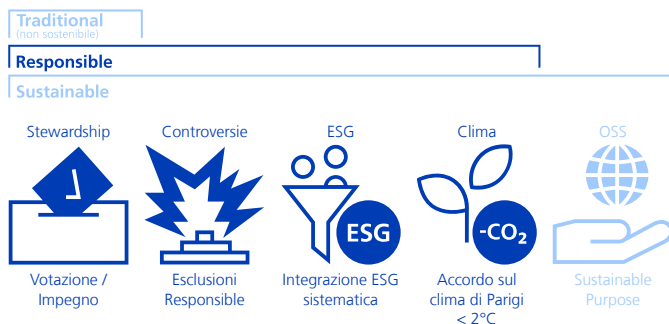 Traditional
(non sostenibile)
Responsible
Sustainable
Stewardship
Controversie
ESG
Clima
OSS
ESG
-CO₂
Votazione /
Impegno
Esclusioni
Responsible
Integrazione ESG
sistematica
Accordo sul
clima di Parigi
< 2°C
Sustainable
Purpose